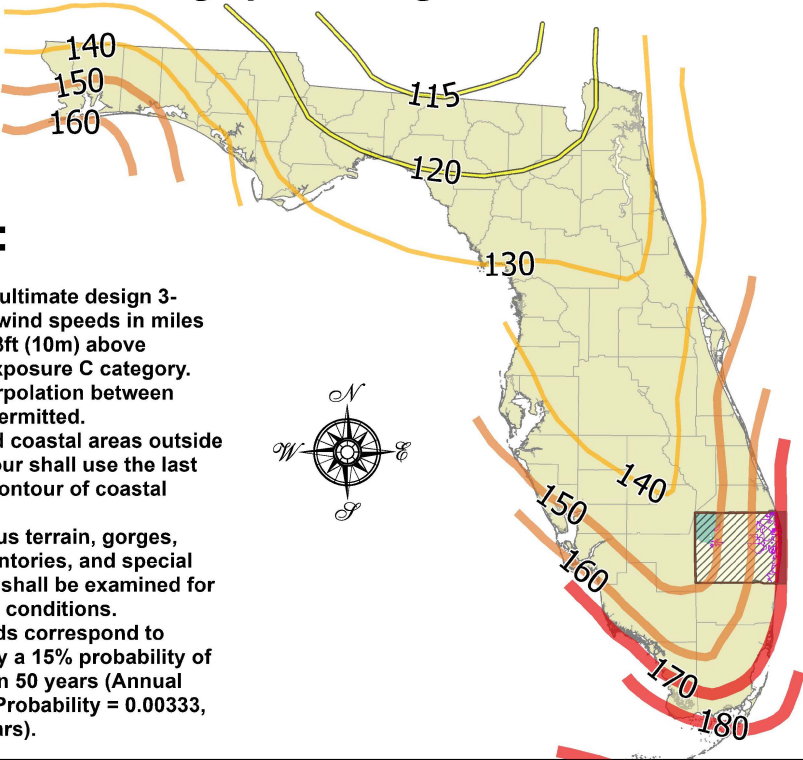 140
150
160
115
120
130
:
ultimate design 3-
wind speeds in miles
3ft (10m) above
xposure C category.
rpolation between
ermitted.
d coastal areas outside
our shall use the last
ontour of coastal
us terrain, gorges,
ntories, and special
shall be examined for
conditions.
ds correspond to
y a 15% probability of
n 50 years (Annual
Probability = 0.00333,
ars).
N
W E
S
140
150
160
170
180